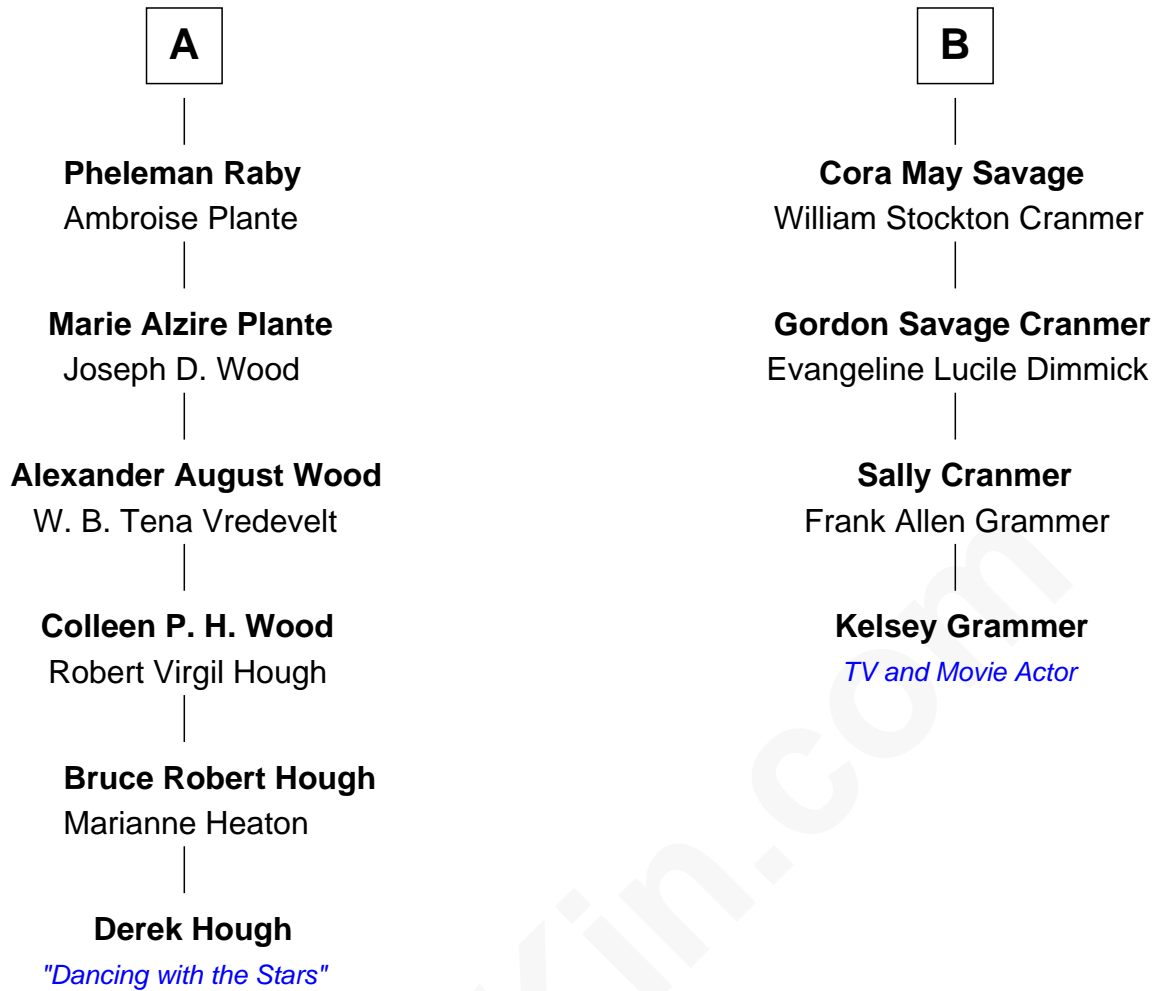 A
Pheleman Raby
Ambroise Plante
Marie Alzire Plante
Joseph D. Wood
Alexander August Wood
W. B. Tena Vredevelt
Colleen P. H. Wood
Robert Virgil Hough
Bruce Robert Hough
Marianne Heaton
Derek Hough
"Dancing with the Stars"
B
Cora May Savage
William Stockton Cranmer
Gordon Savage Cranmer
Evangeline Lucile Dimmick
Sally Cranmer
Frank Allen Grammer
Kelsey Grammer
TV and Movie Actor